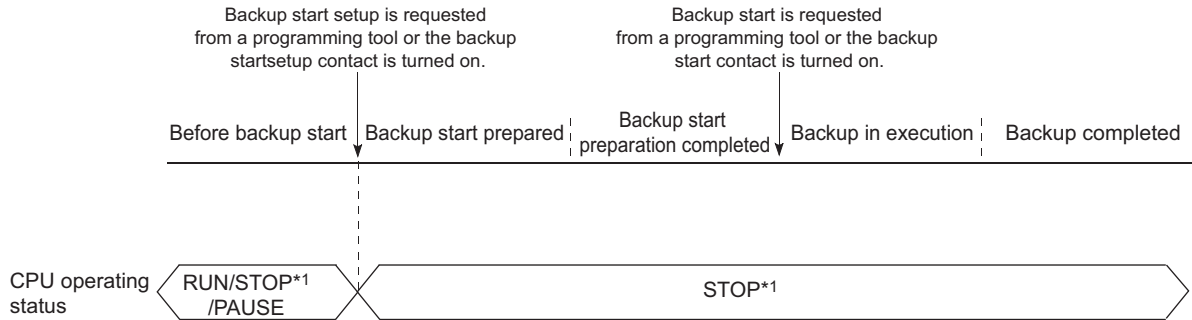 Backup start setup is requested
from a programming tool or the backup
startsetup contact is turned on.
Backup start is requested
from a programming tool or the backup
start contact is turned on.
Before backup start
Backup start prepared
Backup start
preparation completed
Backup in execution
Backup completed
CPU operating
status
RUN/STOP*1
/PAUSE
STOP*1